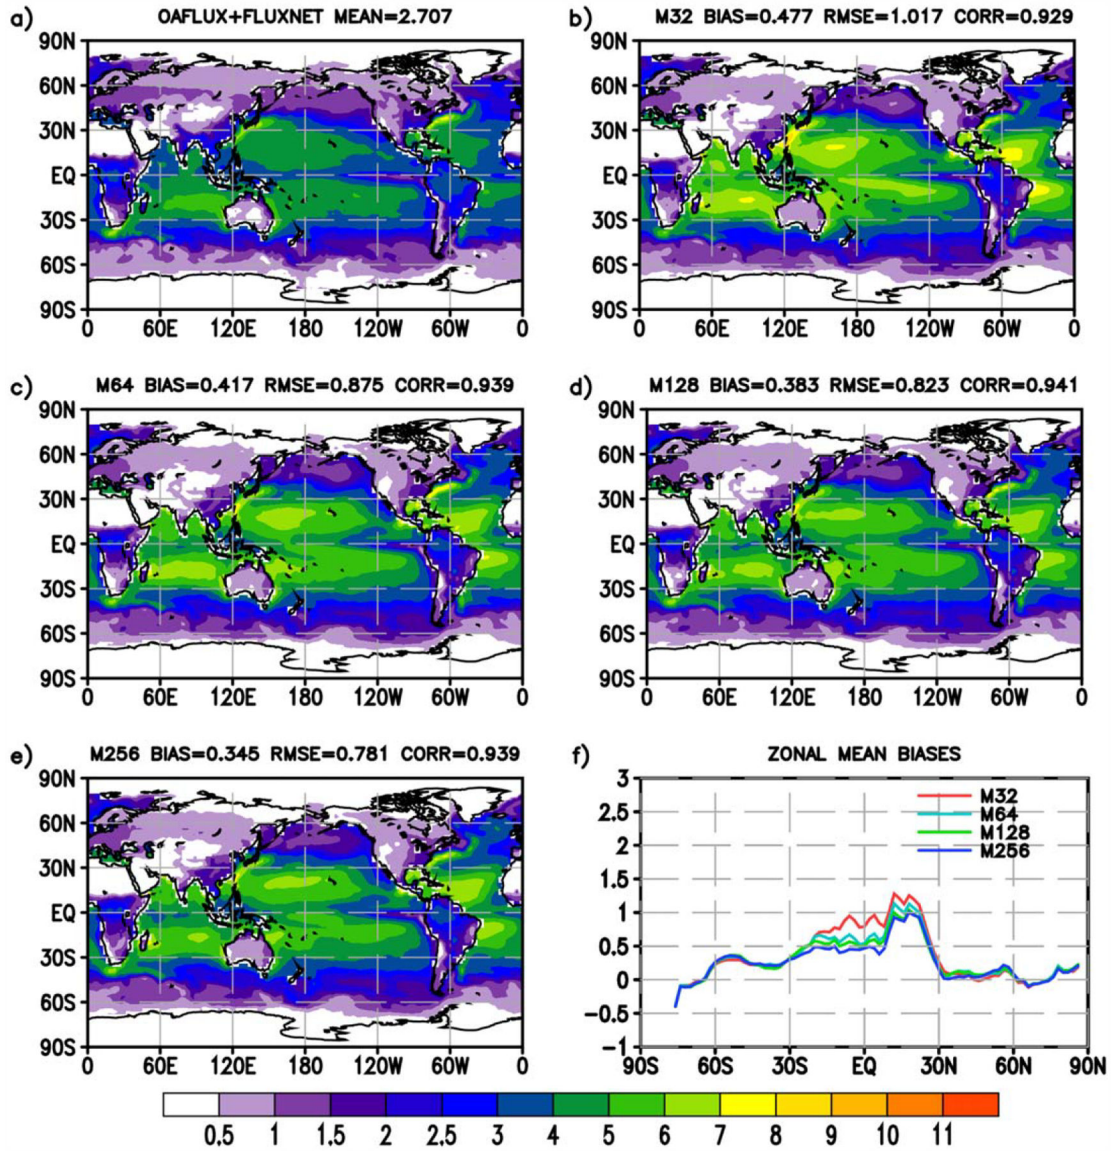 a) OAFLUX+FLUXNET MEAN=2.707
90N
60N
30N
EQ
30S
60S
90S
0 60E 120E 180 120W 60W 0
b) M32 BIAS=0.477 RMSE=1.017 CORR=0.929
90N
60N
30N
EQ
30S
60S
90S
0 60E 120E 180 120W 60W 0
c) M64 BIAS=0.417 RMSE=0.875 CORR=0.939
90N
60N
30N
EQ
30S
60S
90S
0 60E 120E 180 120W 60W 0
d) M128 BIAS=0.383 RMSE=0.823 CORR=0.941
90N
60N
30N
EQ
30S
60S
90S
0 60E 120E 180 120W 60W 0
e) M256 BIAS=0.345 RMSE=0.781 CORR=0.939
90N
60N
30N
EQ
30S
60S
90S
0 60E 120E 180 120W 60W 0
f) ZONAL MEAN BIASES
3
2.5
2
1.5
1
0.5
0
−0.5
−1
M32
M64
M128
M256
90S 60S 30S EQ 30N 60N 90N
0.5 1 1.5 2 2.5 3 4 5 6 7 8 9 10 11